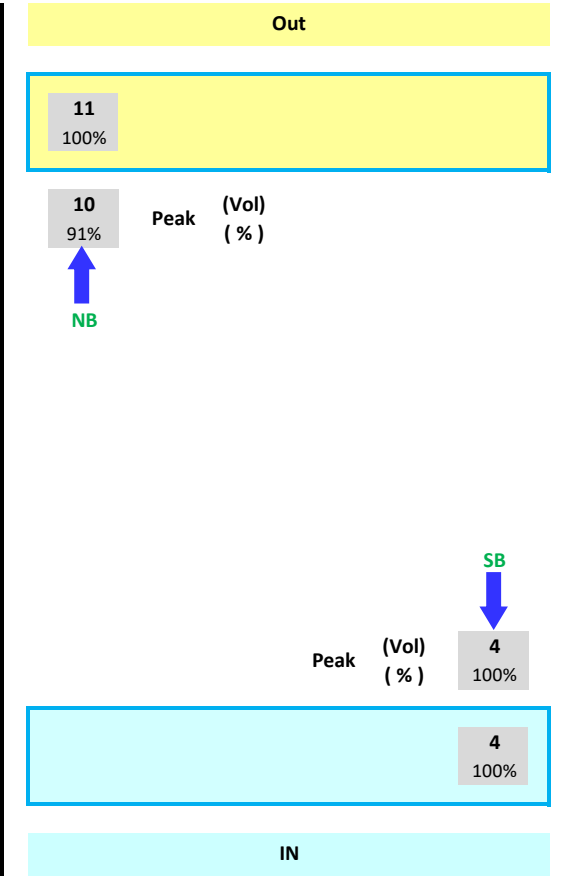 Out
11
100%
10
91%
Peak
(Vol)
( % )
NB
SB
Peak
(Vol)
( % )
4
100%
4
100%
IN